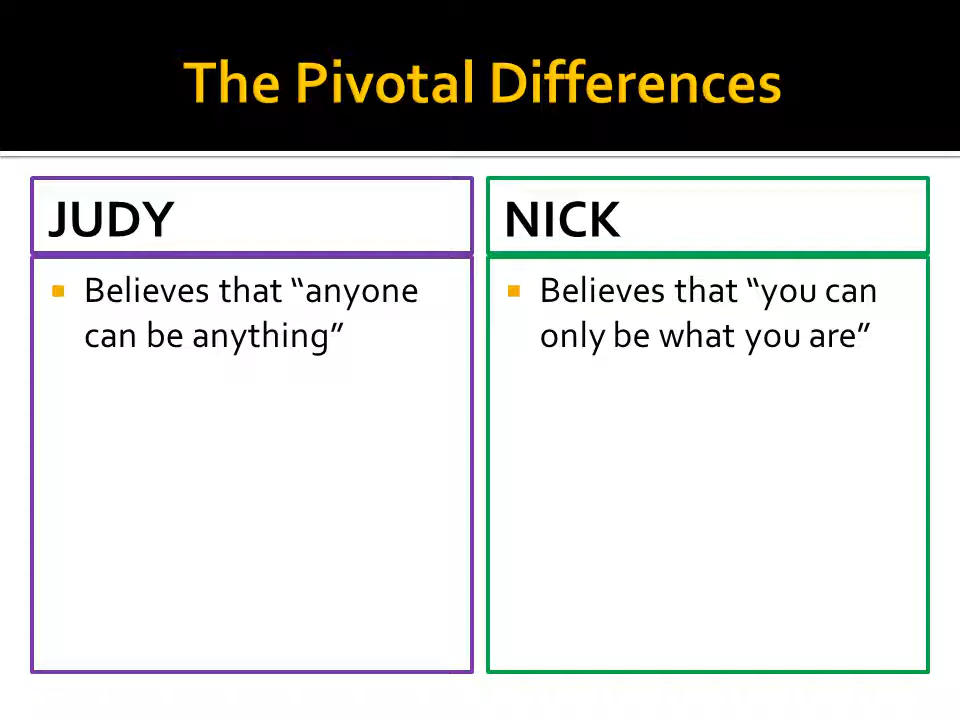 The Pivotal Differences
JUDY
Believes that “anyone
can be anything”
NICK
Believes that “you can
only be what you are”